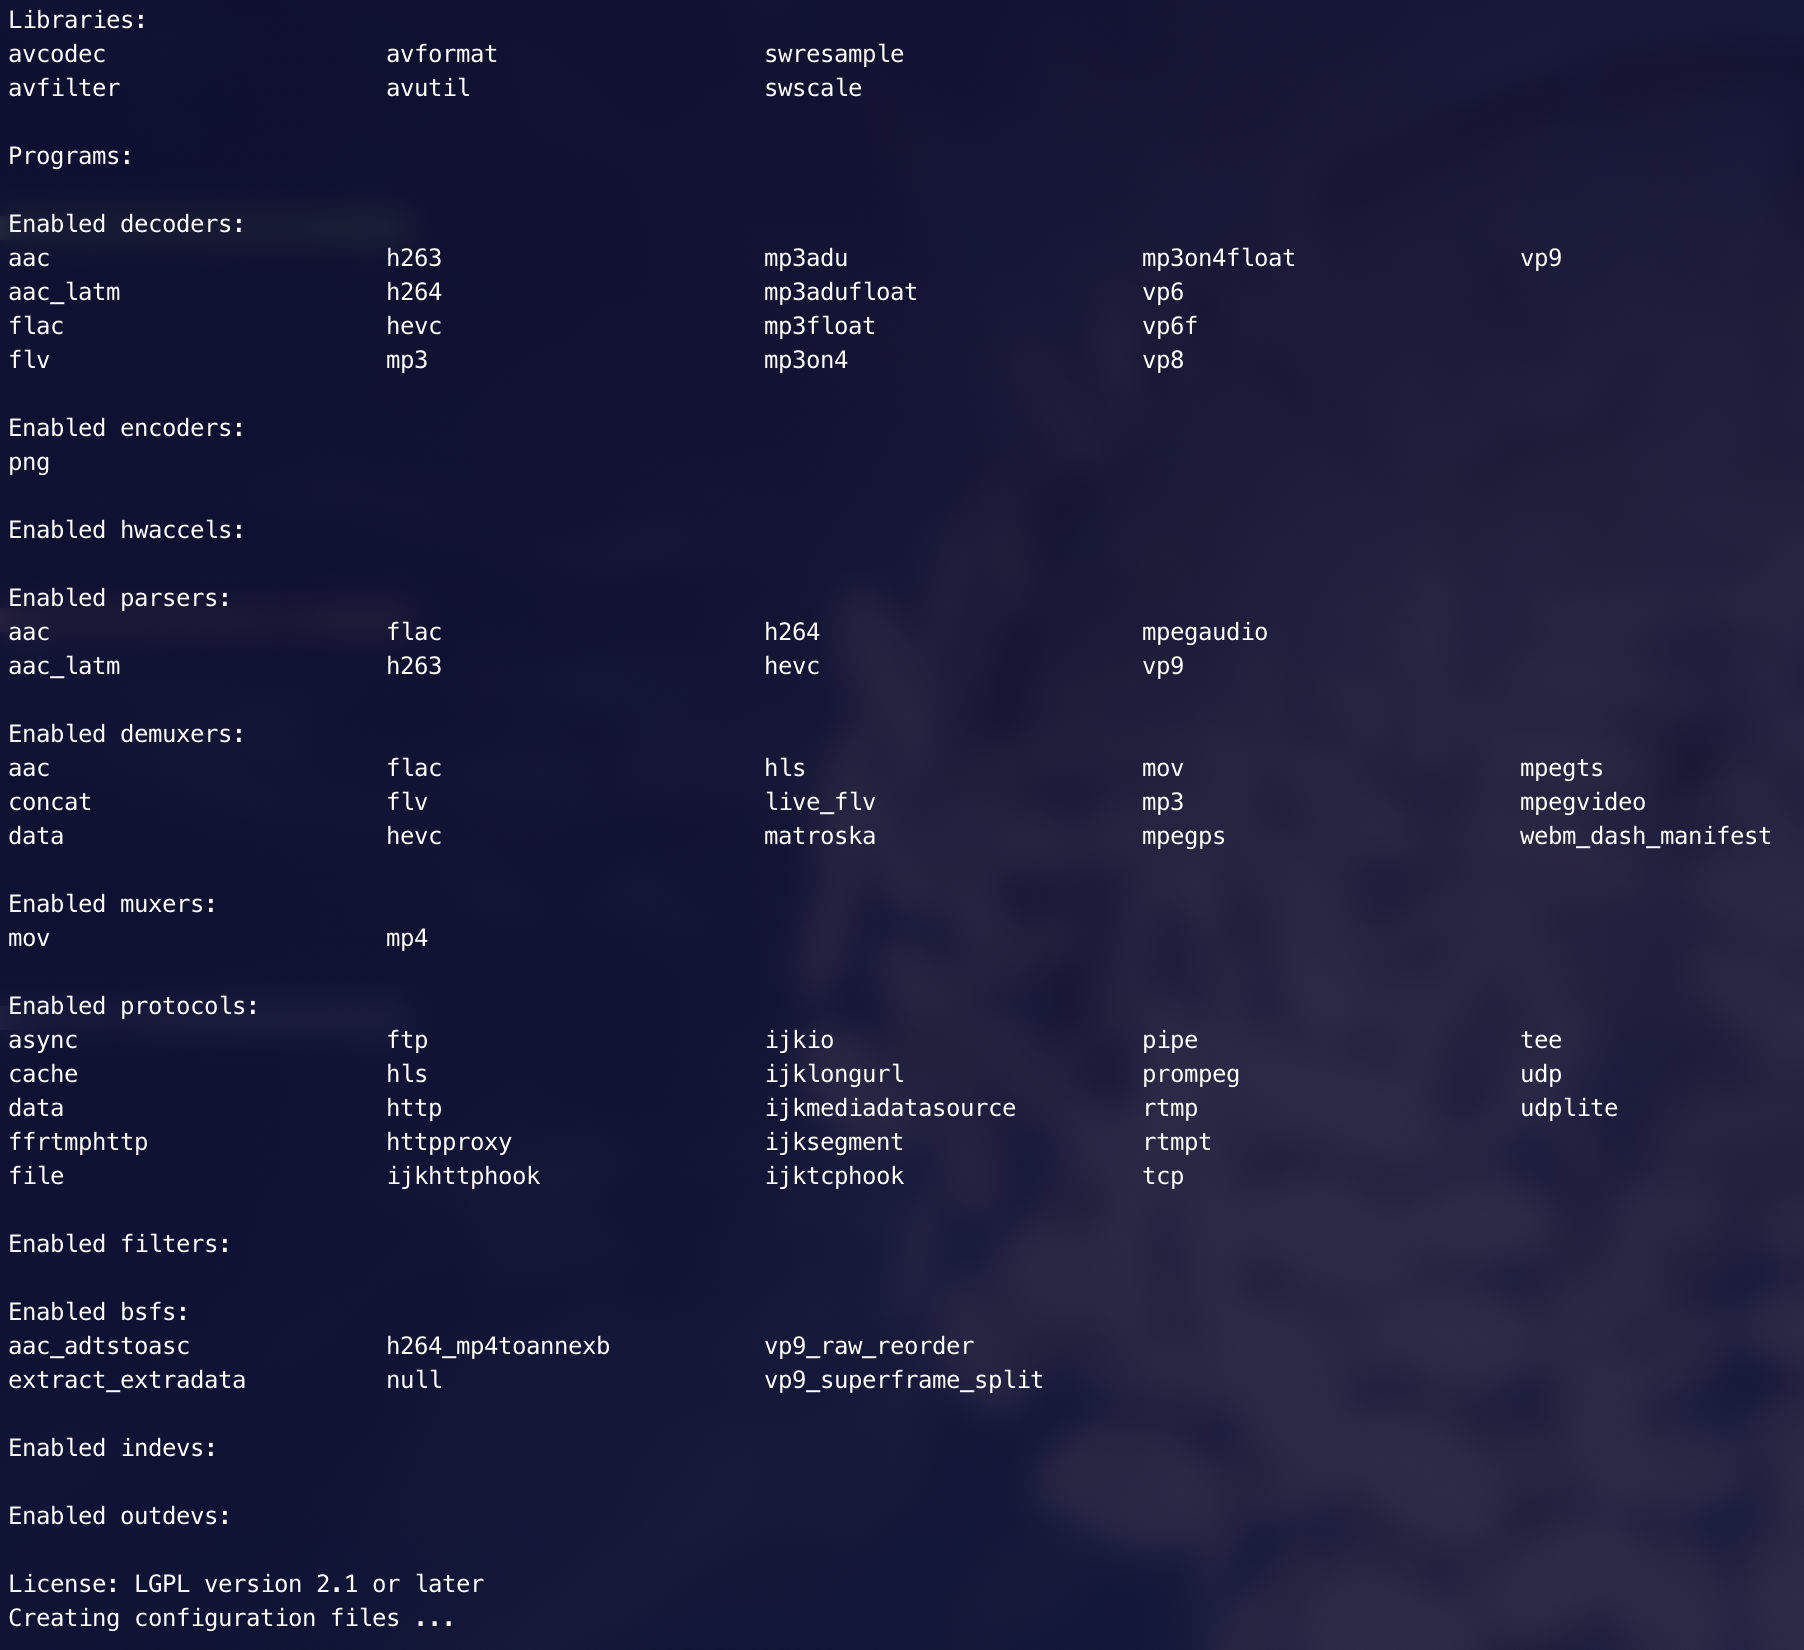 Libraries:
avcodec avformat swresample
avfilter avutil swscale
Programs:
Enabled decoders:
aac h263 mp3adu mp3on4float vp9
aac_latm h264 mp3adufloat vp6
flac hevc mp3float vp6f
flv mp3 mp3on4 vp8
Enabled encoders:
png
Enabled hwaccels:
Enabled parsers:
aac flac h264 mpegaudio
aac_latm h263 hevc vp9
Enabled demuxers:
aac flac hls mov mpegts
concat flv live_flv mp3 mpegvideo
data hevc matroska mpegps webm_dash_manifest
Enabled muxers:
mov mp4
Enabled protocols:
async ftp ijkio pipe tee
cache hls ijklongurl prompeg udp
data http ijkmediadatasource rtmp udplite
ffrtmphttp httpproxy ijksegment rtmpt
file ijkhttphook ijktcphook tcp
Enabled filters:
Enabled bsfs:
aac_adtstoasc h264_mp4toannexb vp9_raw_reorder
extract_extradata null vp9_superframe_split
Enabled indevs:
Enabled outdevs:
License: LGPL version 2.1 or later
Creating configuration files ...